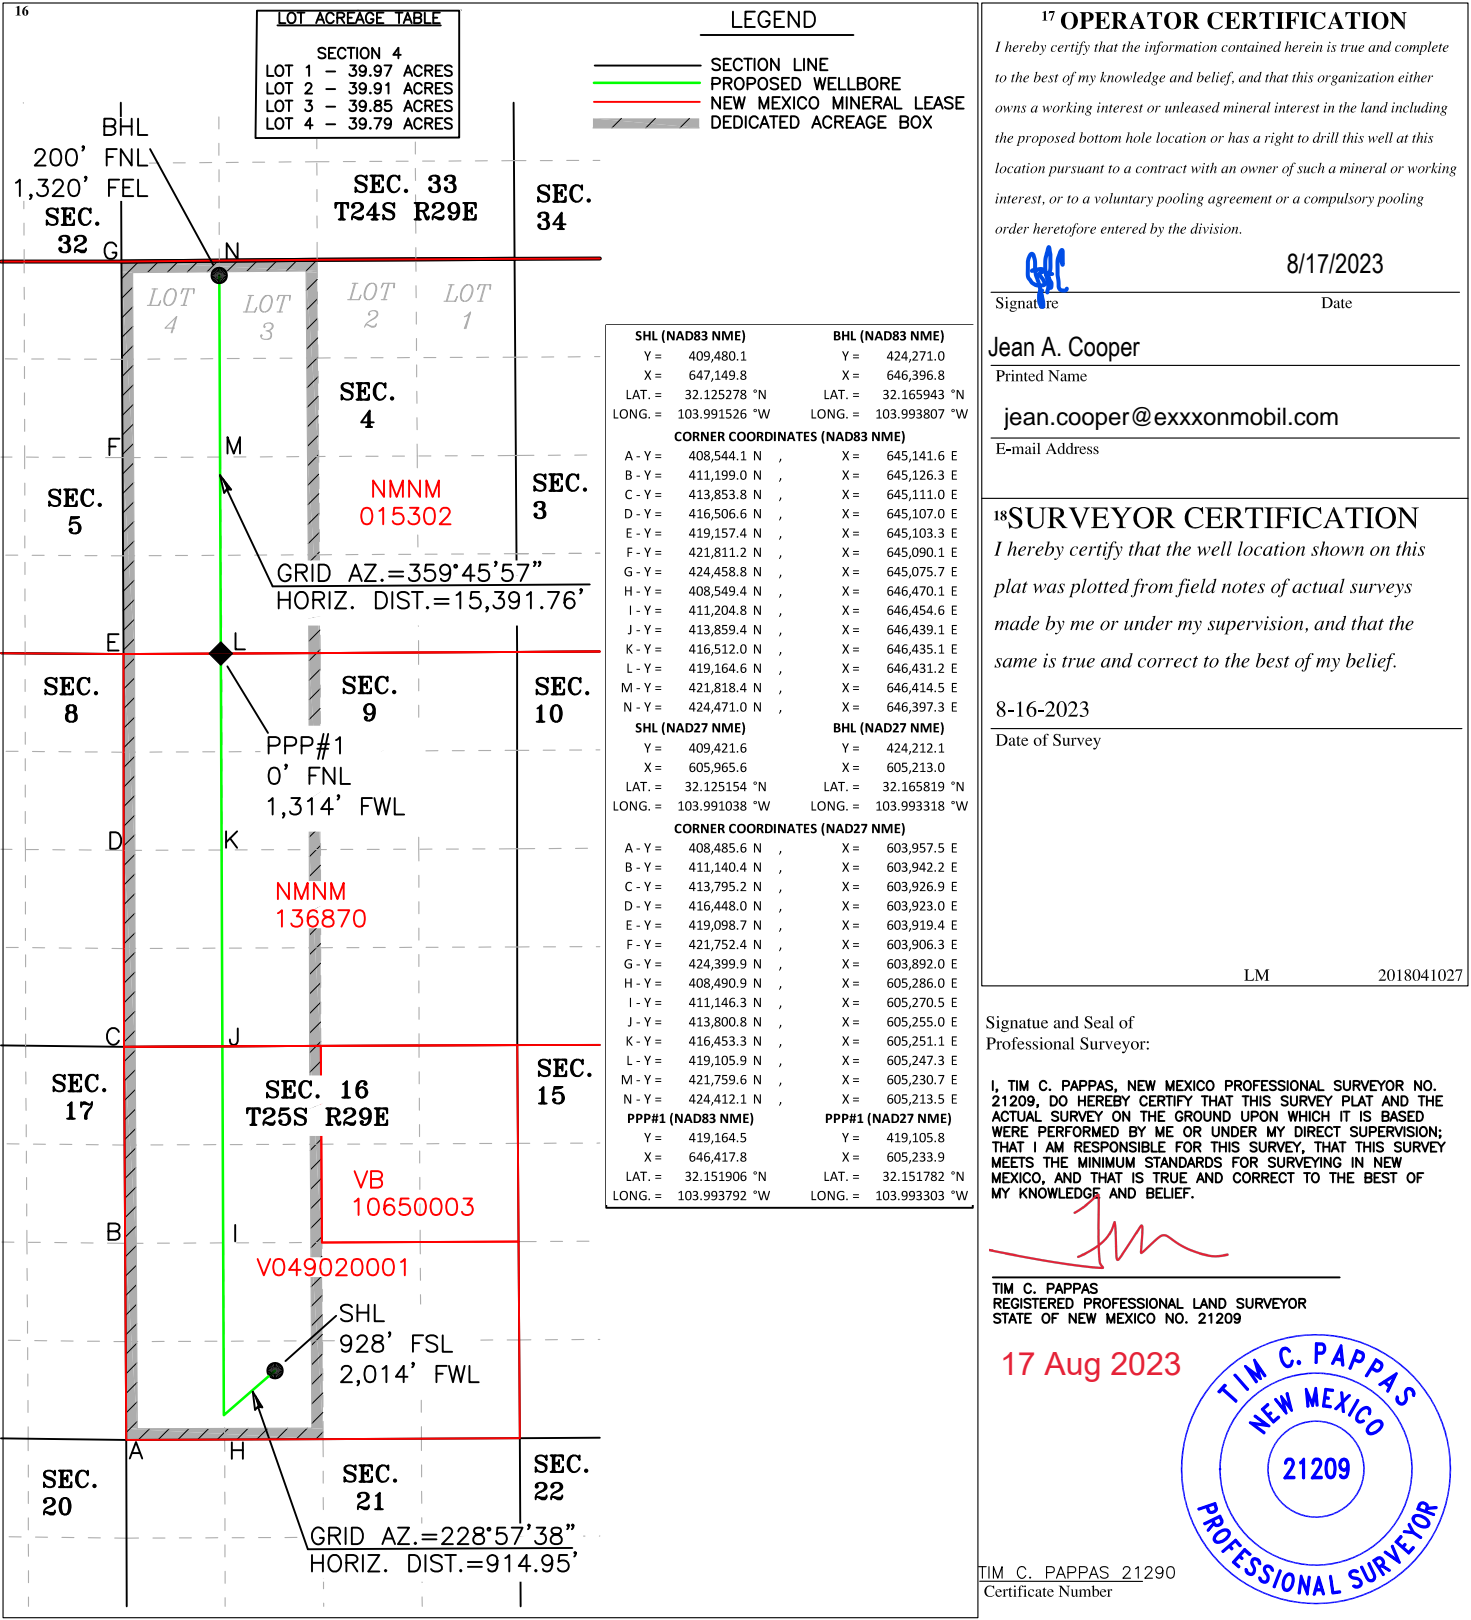 16
LOT ACREAGE TABLE
SECTION 4
LOT 1 – 39.97 ACRES
LOT 2 – 39.91 ACRES
LOT 3 – 39.85 ACRES
LOT 4 – 39.79 ACRES
LEGEND
SECTION LINE
PROPOSED WELLBORE
NEW MEXICO MINERAL LEASE
DEDICATED ACREAGE BOX
BHL
200' FNL
1,320' FEL
SEC.
32
SEC. 33
T24S R29E
SEC.
34
G
N
LOT
4
LOT
3
LOT
2
LOT
1
SEC.
4
F
M
SEC.
5
NMNM
015302
SEC.
3
GRID AZ.=359°45'57"
HORIZ. DIST.=15,391.76'
E
L
SEC.
8
SEC.
9
SEC.
10
PPP#1
0' FNL
1,314' FWL
D
K
NMNM
136870
C
J
SEC.
17
SEC. 16
T25S R29E
SEC.
15
VB
10650003
B
I
V049020001
SHL
928' FSL
2,014' FWL
A
H
SEC.
20
SEC.
21
SEC.
22
GRID AZ.=228°57'38"
HORIZ. DIST.=914.95'
SHL (NAD83 NME) BHL (NAD83 NME)
Y = 409,480.1 Y = 424,271.0
X = 647,149.8 X = 646,396.8
LAT. = 32.125278 °N LAT. = 32.165943 °N
LONG. = 103.991526 °W LONG. = 103.993807 °W
CORNER COORDINATES (NAD83 NME)
A - Y = 408,544.1 N , X = 645,141.6 E
B - Y = 411,199.0 N , X = 645,126.3 E
C - Y = 413,853.8 N , X = 645,111.0 E
D - Y = 416,506.6 N , X = 645,107.0 E
E - Y = 419,157.4 N , X = 645,103.3 E
F - Y = 421,811.2 N , X = 645,090.1 E
G - Y = 424,458.8 N , X = 645,075.7 E
H - Y = 408,549.4 N , X = 646,470.1 E
I - Y = 411,204.8 N , X = 646,454.6 E
J - Y = 413,859.4 N , X = 646,439.1 E
K - Y = 416,512.0 N , X = 646,435.1 E
L - Y = 419,164.6 N , X = 646,431.2 E
M - Y = 421,818.4 N , X = 646,414.5 E
N - Y = 424,471.0 N , X = 646,397.3 E
SHL (NAD27 NME) BHL (NAD27 NME)
Y = 409,421.6 Y = 424,212.1
X = 605,965.6 X = 605,213.0
LAT. = 32.125154 °N LAT. = 32.165819 °N
LONG. = 103.991038 °W LONG. = 103.993318 °W
CORNER COORDINATES (NAD27 NME)
A - Y = 408,485.6 N , X = 603,957.5 E
B - Y = 411,140.4 N , X = 603,942.2 E
C - Y = 413,795.2 N , X = 603,926.9 E
D - Y = 416,448.0 N , X = 603,923.0 E
E - Y = 419,098.7 N , X = 603,919.4 E
F - Y = 421,752.4 N , X = 603,906.3 E
G - Y = 424,399.9 N , X = 603,892.0 E
H - Y = 408,490.9 N , X = 605,286.0 E
I - Y = 411,146.3 N , X = 605,270.5 E
J - Y = 413,800.8 N , X = 605,255.0 E
K - Y = 416,453.3 N , X = 605,251.1 E
L - Y = 419,105.9 N , X = 605,247.3 E
M - Y = 421,759.6 N , X = 605,230.7 E
N - Y = 424,412.1 N , X = 605,213.5 E
PPP#1 (NAD83 NME) PPP#1 (NAD27 NME)
Y = 419,164.5 Y = 419,105.8
X = 646,417.8 X = 605,233.9
LAT. = 32.151906 °N LAT. = 32.151782 °N
LONG. = 103.993792 °W LONG. = 103.993303 °W
17 OPERATOR CERTIFICATION
I hereby certify that the information contained herein is true and complete
to the best of my knowledge and belief, and that this organization either
owns a working interest or unleased mineral interest in the land including
the proposed bottom hole location or has a right to drill this well at this
location pursuant to a contract with an owner of such a mineral or working
interest, or to a voluntary pooling agreement or a compulsory pooling
order heretofore entered by the division.
8/17/2023
Signature Date
Jean A. Cooper
Printed Name
jean.cooper@exxxonmobil.com
E-mail Address
18SURVEYOR CERTIFICATION
I hereby certify that the well location shown on this
plat was plotted from field notes of actual surveys
made by me or under my supervision, and that the
same is true and correct to the best of my belief.
8-16-2023
Date of Survey
LM 2018041027
Signatue and Seal of
Professional Surveyor:
I, TIM C. PAPPAS, NEW MEXICO PROFESSIONAL SURVEYOR NO.
21209, DO HEREBY CERTIFY THAT THIS SURVEY PLAT AND THE
ACTUAL SURVEY ON THE GROUND UPON WHICH IT IS BASED
WERE PERFORMED BY ME OR UNDER MY DIRECT SUPERVISION;
THAT I AM RESPONSIBLE FOR THIS SURVEY, THAT THIS SURVEY
MEETS THE MINIMUM STANDARDS FOR SURVEYING IN NEW
MEXICO, AND THAT IS TRUE AND CORRECT TO THE BEST OF
MY KNOWLEDGE AND BELIEF.
TIM C. PAPPAS
REGISTERED PROFESSIONAL LAND SURVEYOR
STATE OF NEW MEXICO NO. 21209
17 Aug 2023
TIM C. PAPPAS
NEW MEXICO
21209
PROFESSIONAL SURVEYOR
TIM C. PAPPAS 21290
Certificate Number